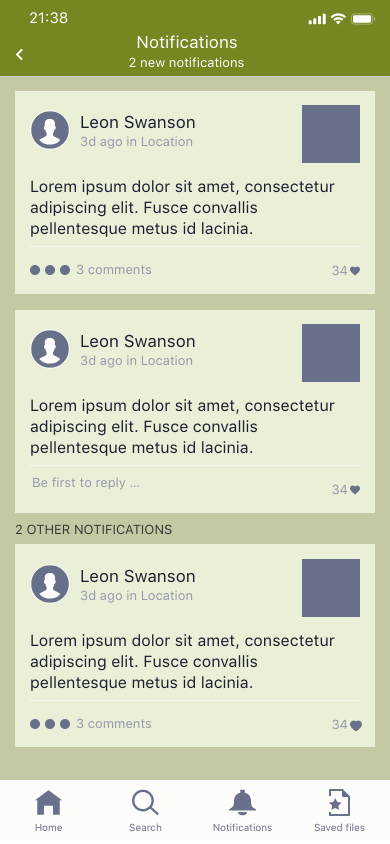 21:38
Notifications
2 new notifications
Leon Swanson
3d ago in Location
Lorem ipsum dolor sit amet, consectetur
adipiscing elit. Fusce convallis
pellentesque metus id lacinia.
3 comments
34
Leon Swanson
3d ago in Location
Lorem ipsum dolor sit amet, consectetur
adipiscing elit. Fusce convallis
pellentesque metus id lacinia.
Be first to reply ...
34
2 OTHER NOTIFICATIONS
Leon Swanson
3d ago in Location
Lorem ipsum dolor sit amet, consectetur
adipiscing elit. Fusce convallis
pellentesque metus id lacinia.
3 comments
34
Home
Search
Notifications
Saved files